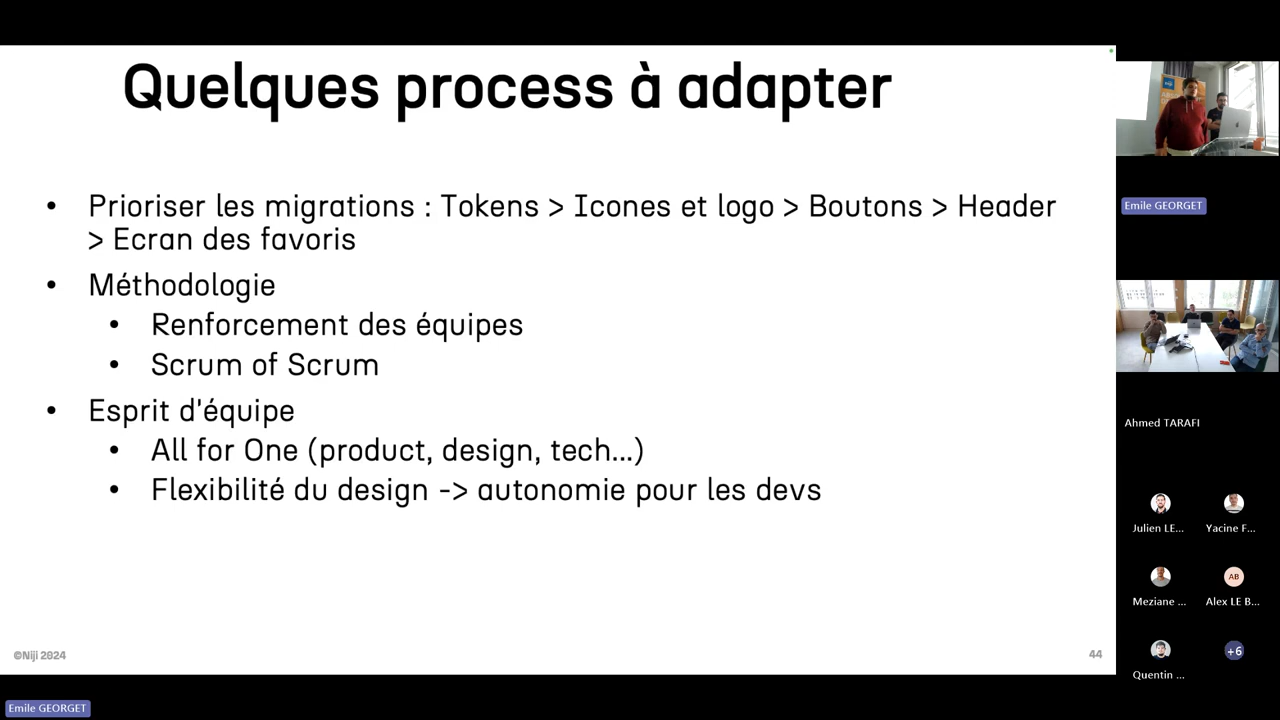 Quelques process à adapter
• Prioriser les migrations : Tokens > Icones et logo > Boutons > Header
> Ecran des favoris
• Méthodologie
• Renforcement des équipes
• Scrum of Scrum
• Esprit d'équipe
• All for One (product, design, tech...)
• Flexibilité du design -> autonomie pour les devs
©Niji 2024
44
Emile GEORGET
Emile GEORGET
Ahmed TARAFI
Julien LE...
Yacine F...
Meziane ...
AB
Alex LE B...
Quentin ...
+6